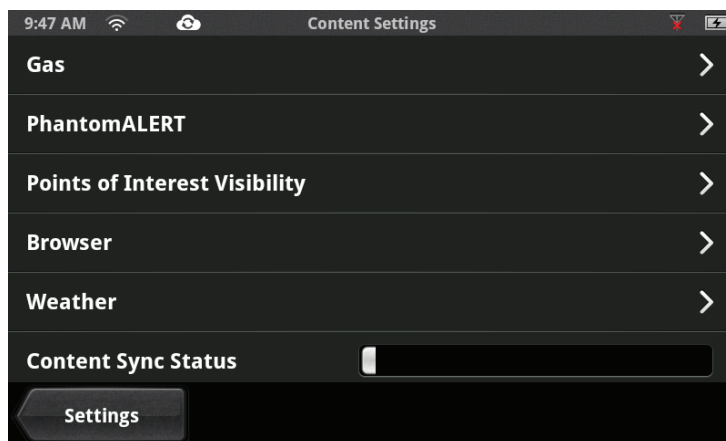 9:47 AM Content Settings
Gas
PhantomALERT
Points of Interest Visibility
Browser
Weather
Content Sync Status
Settings